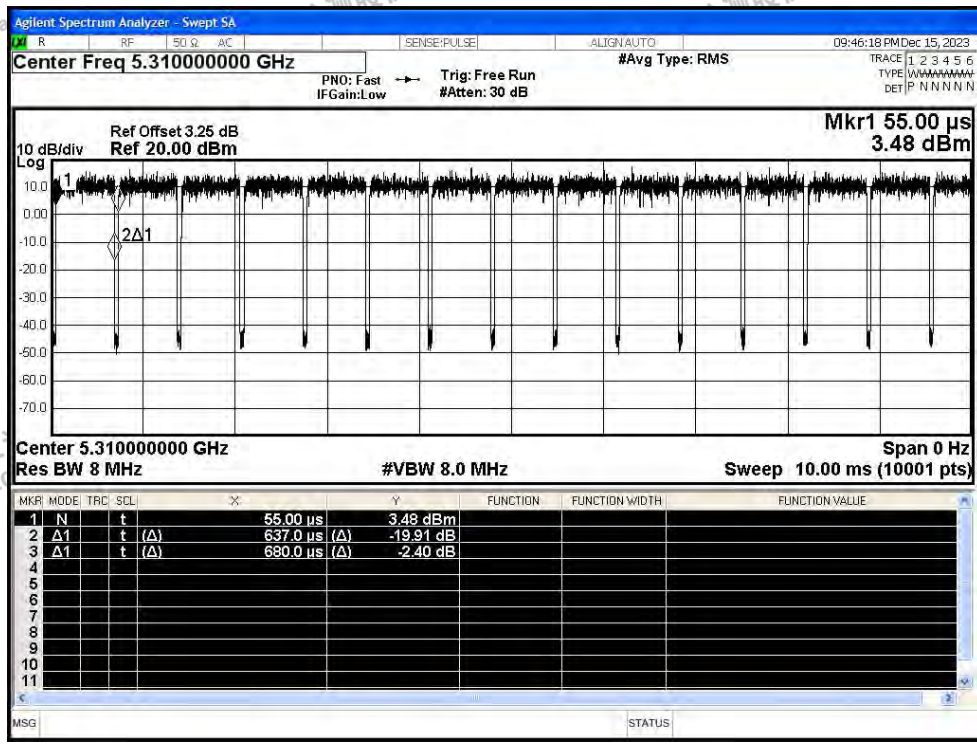 Agilent Spectrum Analyzer - Swept SA
LXI R RF 50 Ω AC SENSE:PULSE ALIGN AUTO 09:46:18 PM Dec 15, 2023
Center Freq 5.310000000 GHz #Avg Type: RMS TRACE 1 2 3 4 5 6
PNO: Fast Trig: Free Run TYPE WWWWWW
IFGain:Low #Atten: 30 dB DET P N N N N N
Mkr1 55.00 µs
3.48 dBm
Ref Offset 3.25 dB
10 dB/div Ref 20.00 dBm
Log
10.0
0.00
-10.0
-20.0
-30.0
-40.0
-50.0
-60.0
-70.0
1
2Δ1
Center 5.3100000000 GHz Span 0 Hz
Res BW 8 MHz #VBW 8.0 MHz Sweep 10.00 ms (10001 pts)
MKR MODE TRC SCL X Y FUNCTION FUNCTION WIDTH FUNCTION VALUE
1 N t 55.00 µs 3.48 dBm
2 Δ1 t (Δ) 637.0 µs (Δ) -19.91 dB
3 Δ1 t (Δ) 680.0 µs (Δ) -2.40 dB
4
5
6
7
8
9
10
11
MSG STATUS